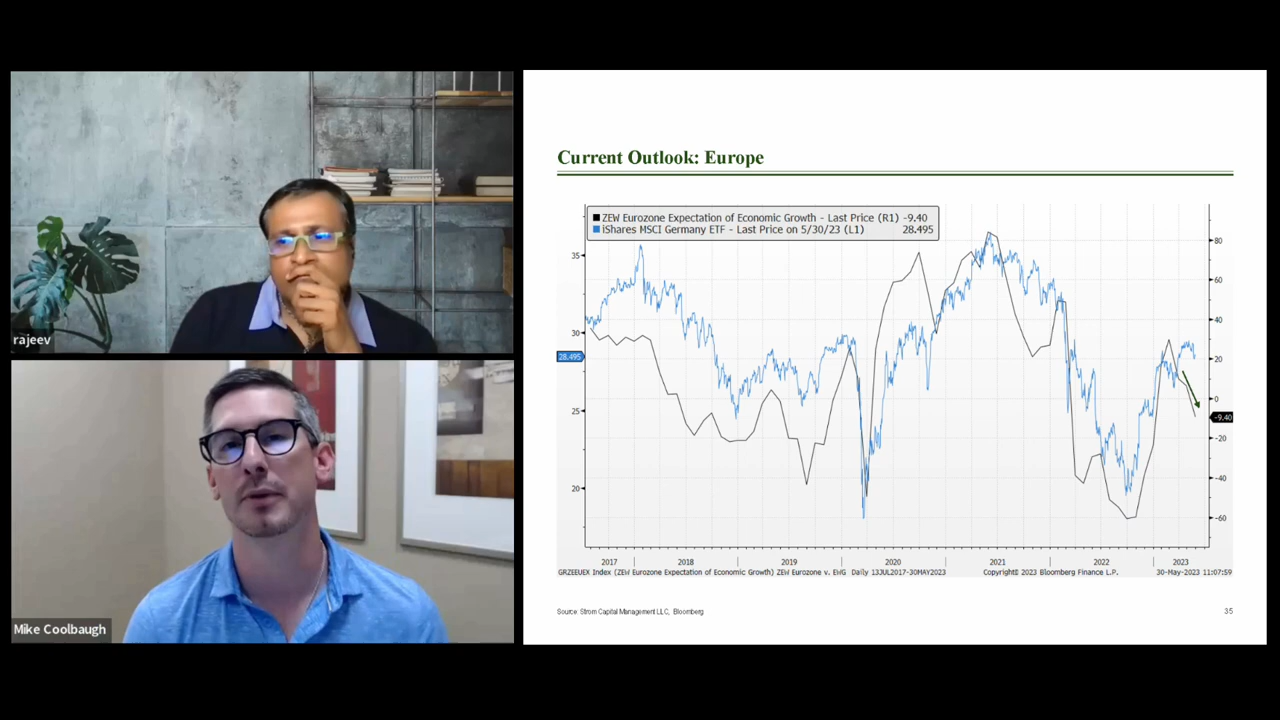 rajeev
Mike Coolbaugh
Current Outlook: Europe
ZEW Eurozone Expectation of Economic Growth - Last Price (R1) -9.40
iShares MSCI Germany ETF - Last Price on 5/30/23 (L1) 28.495
35
30
28.495
25
20
80
60
40
20
0
-9.40
-20
-40
-60
2017 2018 2019 2020 2021 2022 2023
GRZEEUEX Index (ZEW Eurozone Expectation of Economic Growth) ZEW Eurozone v. EWG Daily 13JUL2017-30MAY2023 Copyright© 2023 Bloomberg Finance L.P. 30-May-2023 11:07:59
Source: Strom Capital Management LLC, Bloomberg
35